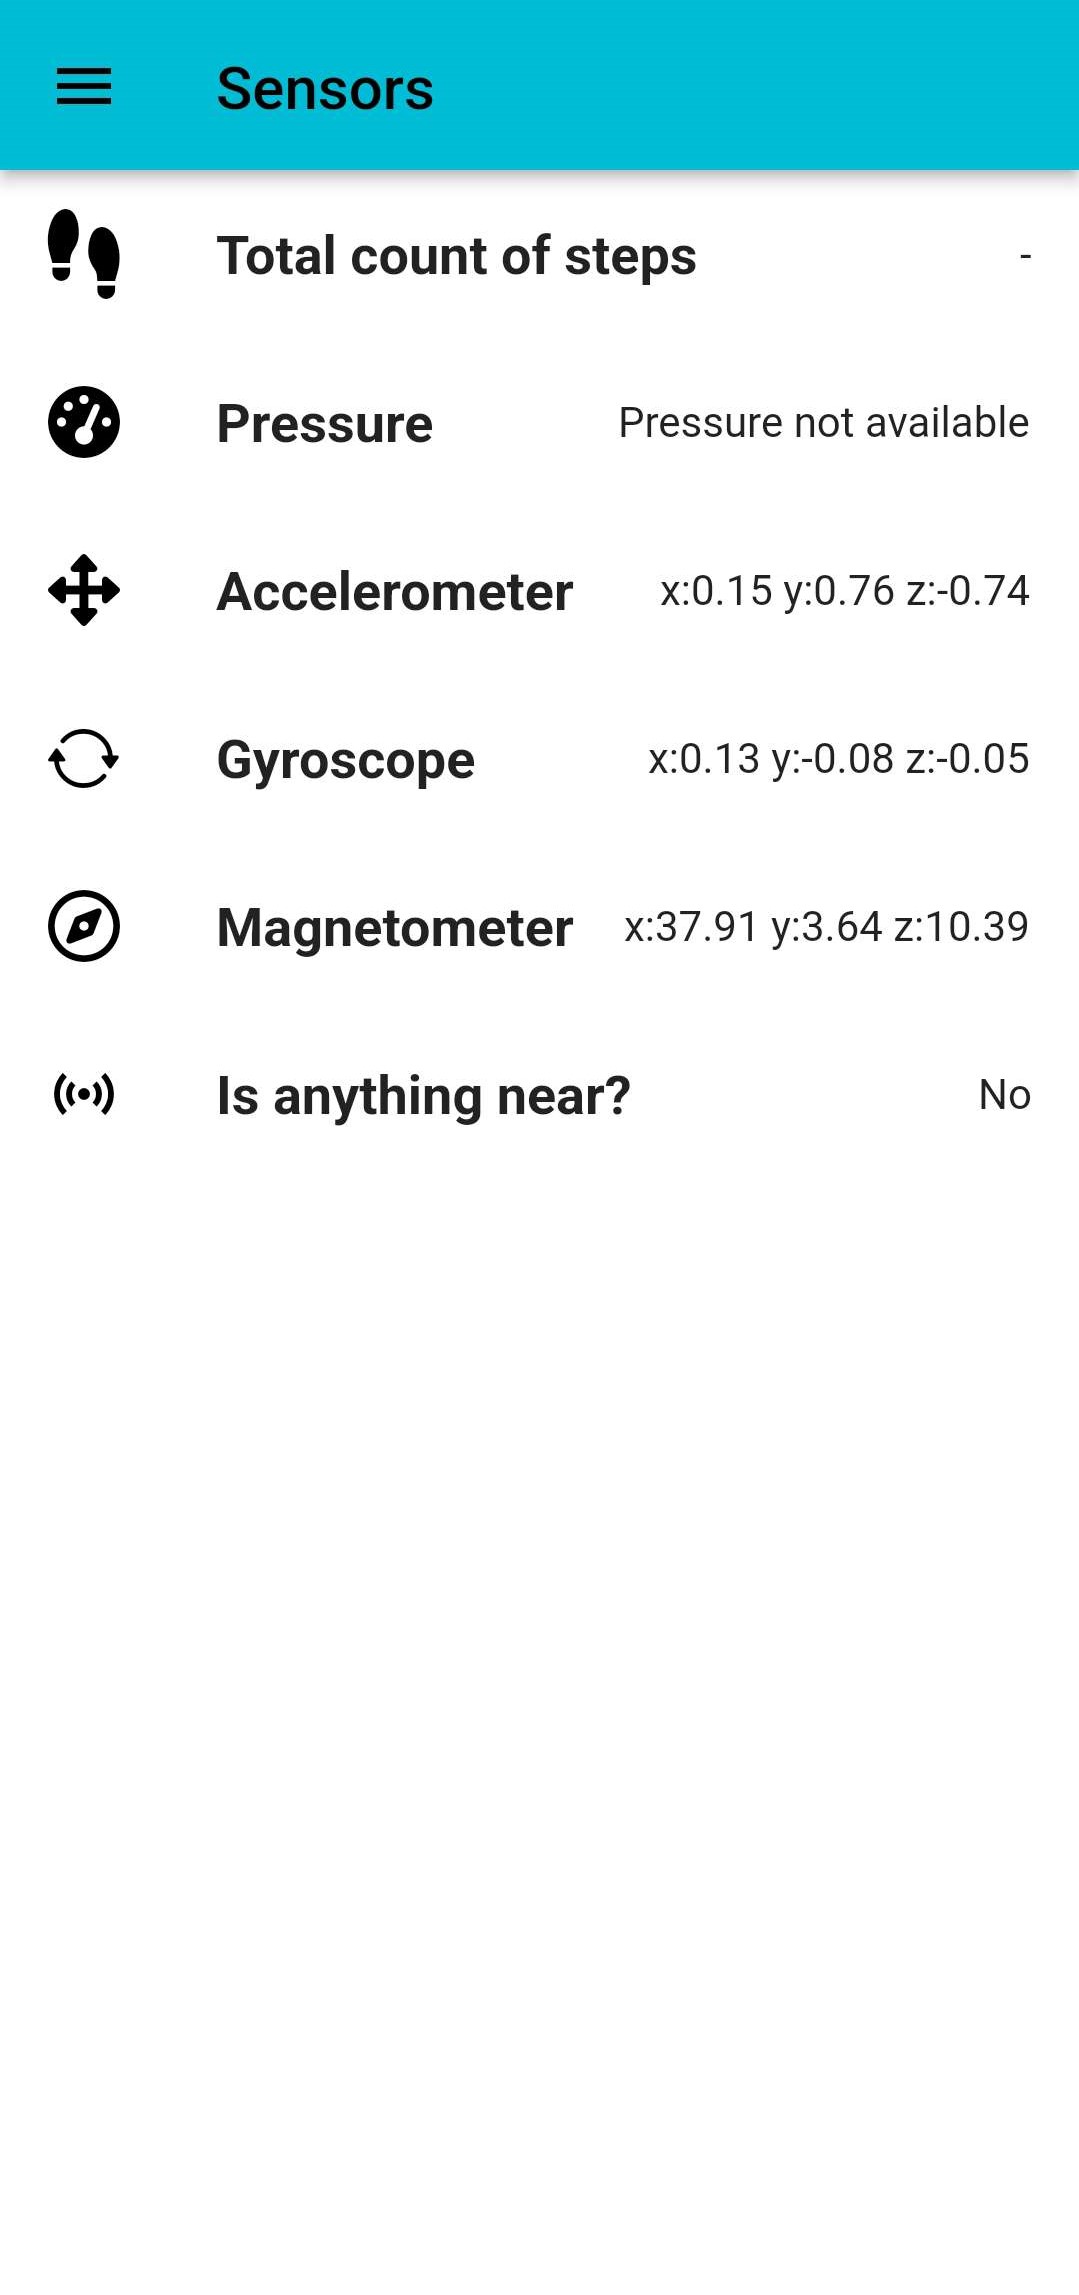 Sensors
Total count of steps -
Pressure Pressure not available
Accelerometer x:0.15 y:0.76 z:-0.74
Gyroscope x:0.13 y:-0.08 z:-0.05
Magnetometer x:37.91 y:3.64 z:10.39
Is anything near? No